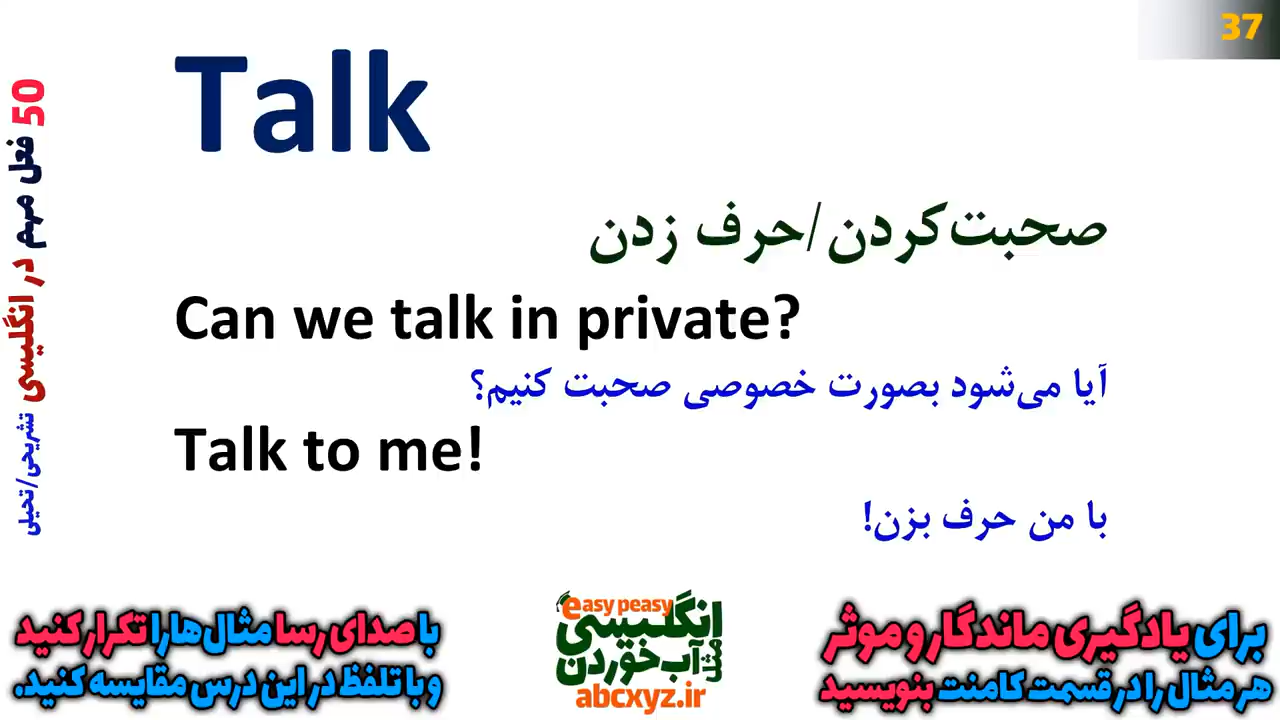 37
Talk
صحبت‌کردن/حرف زدن
Can we talk in private?
آیا می‌شود بصورت خصوصی صحبت کنیم؟
Talk to me!
با من حرف بزن!
50 فعل مهم در انگلیسی تشریحی/تحیلی
برای یادگیری ماندگار و موثر
هر مثال را در قسمت کامنت بنویسید
easy peasy
انگلیسی
مثل آب خوردن
abcxyz.ir
با صدای رسا مثال‌ها را تکرار کنید
و با تلفظ در این درس مقایسه کنید.